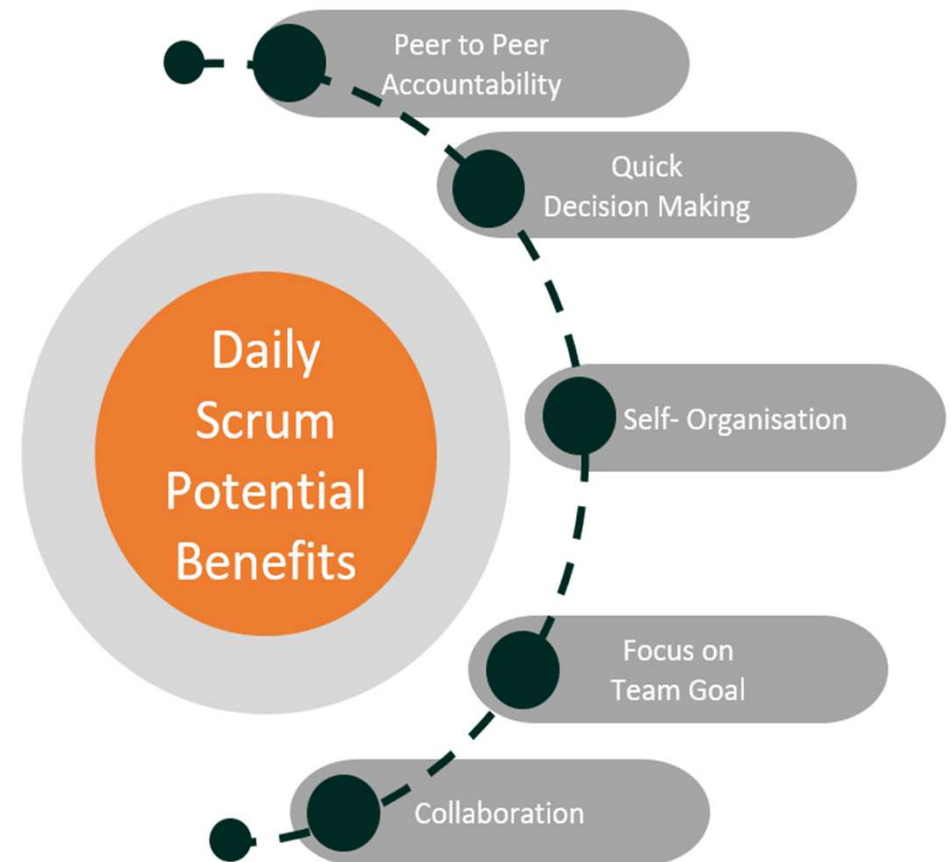 Peer to Peer
Accountability
Quick
Decision Making
Daily
Scrum
Potential
Benefits
Self- Organisation
Focus on
Team Goal
Collaboration